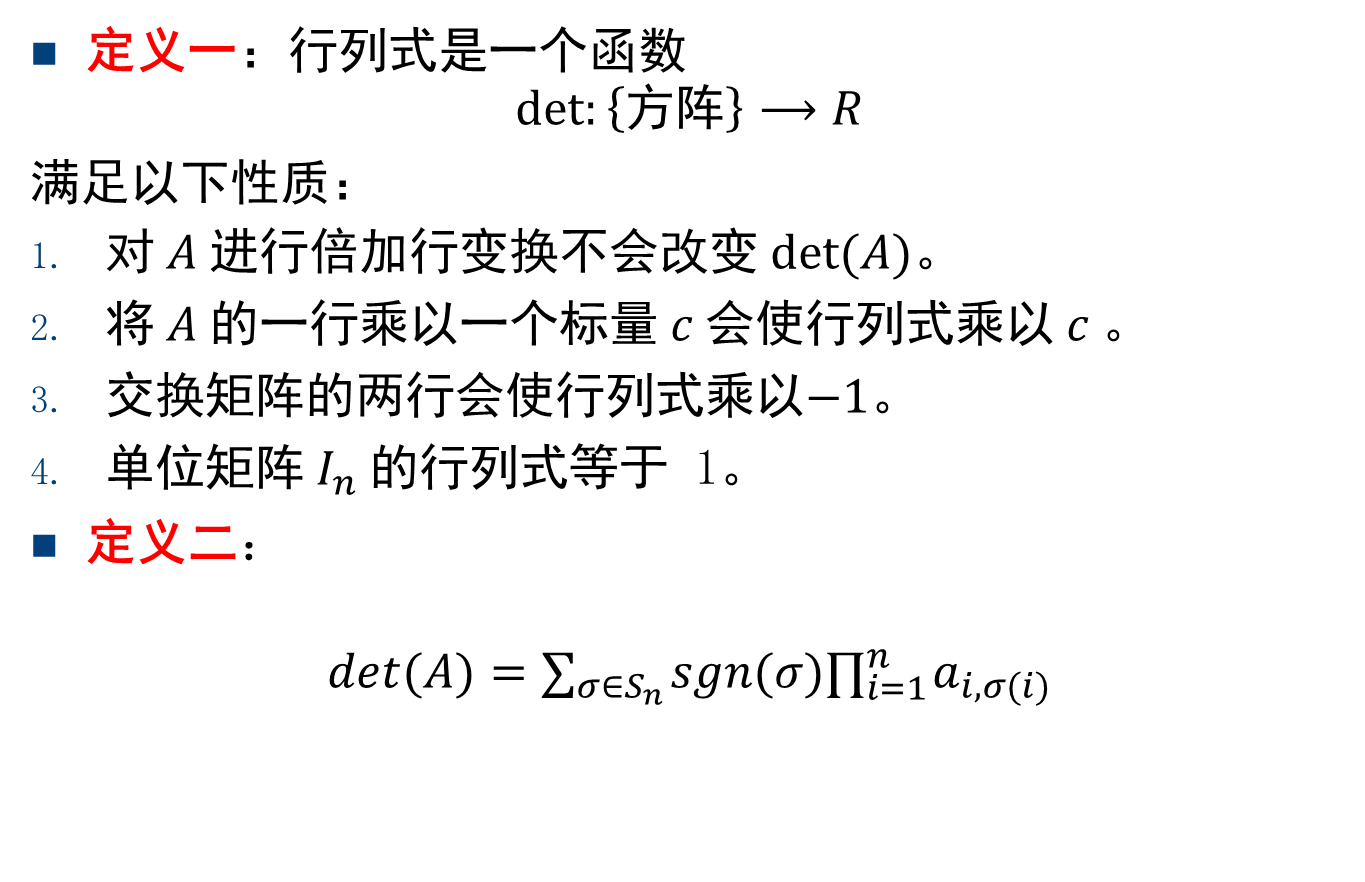 ■ 定义一：行列式是一个函数
det: {方阵} ⟶ R
满足以下性质：
1. 对 A 进行倍加行变换不会改变 det(A)。
2. 将 A 的一行乘以一个标量 c 会使行列式乘以 c 。
3. 交换矩阵的两行会使行列式乘以−1。
4. 单位矩阵 Iₙ 的行列式等于 1。
■ 定义二：
det(A) = ∑_{σ∈Sₙ} sgn(σ)∏_{i=1}^{n} a_{i,σ(i)}